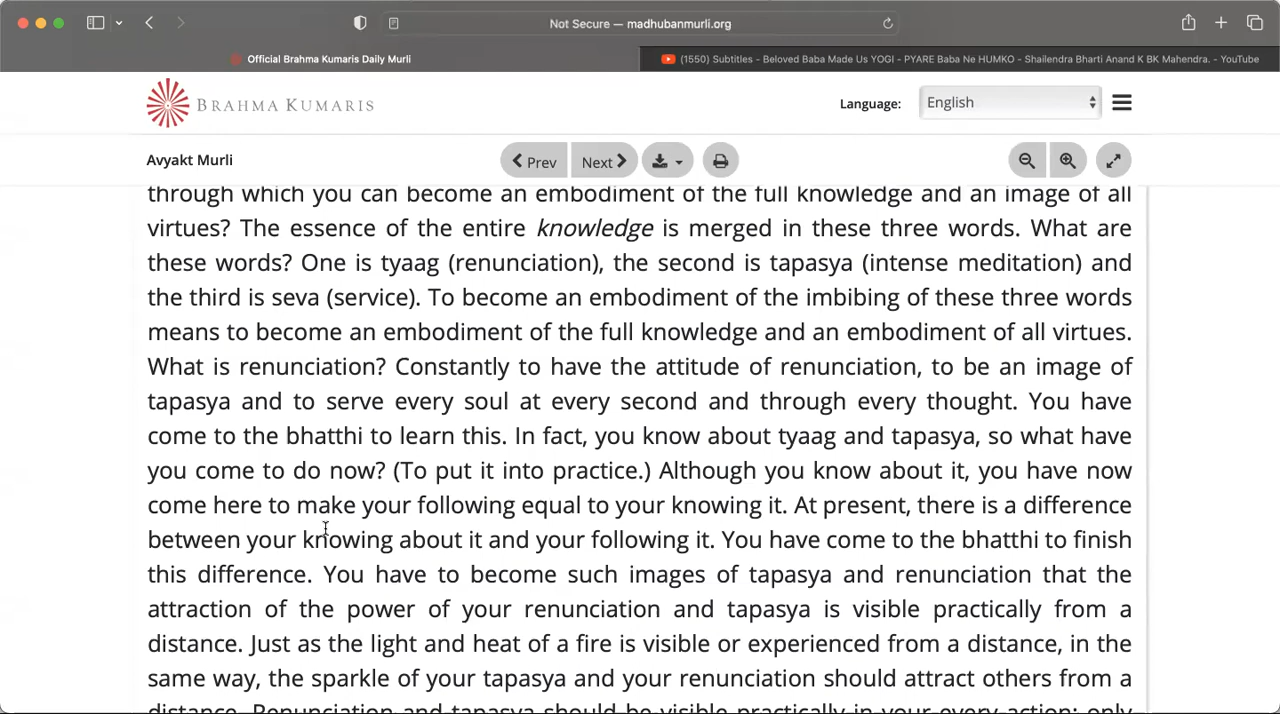 Not Secure — madhubanmurli.org
Official Brahma Kumaris Daily Murli
(1550) Subtitles - Beloved Baba Made Us YOGI - PYARE Baba Ne HUMKO - Shailendra Bharti Anand K BK Mahendra. - YouTube
BRAHMA KUMARIS
Language:
English
Avyakt Murli
Prev
Next
through which you can become an embodiment of the full knowledge and an image of all
virtues? The essence of the entire knowledge is merged in these three words. What are
these words? One is tyaag (renunciation), the second is tapasya (intense meditation) and
the third is seva (service). To become an embodiment of the imbibing of these three words
means to become an embodiment of the full knowledge and an embodiment of all virtues.
What is renunciation? Constantly to have the attitude of renunciation, to be an image of
tapasya and to serve every soul at every second and through every thought. You have
come to the bhatthi to learn this. In fact, you know about tyaag and tapasya, so what have
you come to do now? (To put it into practice.) Although you know about it, you have now
come here to make your following equal to your knowing it. At present, there is a difference
between your knowing about it and your following it. You have come to the bhatthi to finish
this difference. You have to become such images of tapasya and renunciation that the
attraction of the power of your renunciation and tapasya is visible practically from a
distance. Just as the light and heat of a fire is visible or experienced from a distance, in the
same way, the sparkle of your tapasya and your renunciation should attract others from a
distance. Renunciation and tapasya should be visible practically in your every action; only